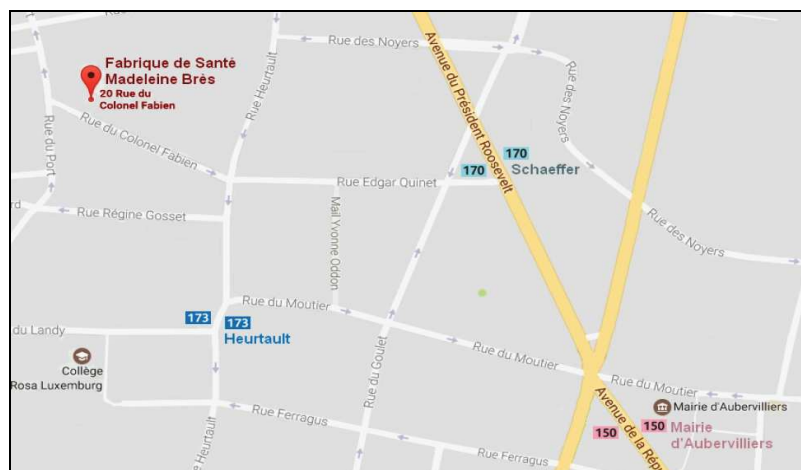 Fabrique de Santé
Madeleine Brès
20 Rue du
Colonel Fabien
Rue Heurtault
Rue des Noyers
Avenue du Président Roosevelt
Rue des Noyers
Rue du Port
Rue du Colonel Fabien
170
170
Schaeffer
Rue Edgar Quinet
Mail Yvonne Oddon
Rue Régine Gosset
rd
Rue des Noyers
Rue du Moutier
173
173
Heurtault
du Landy
Rue du Goulet
Rue du Moutier
Collège
Rosa Luxemburg
Rue du Moutier
Mairie d'Aubervilliers
Rue Ferragus
Rue Heurtault
150
150
Mairie
d'Aubervilliers
Avenue de la Rép
Rue Ferragus